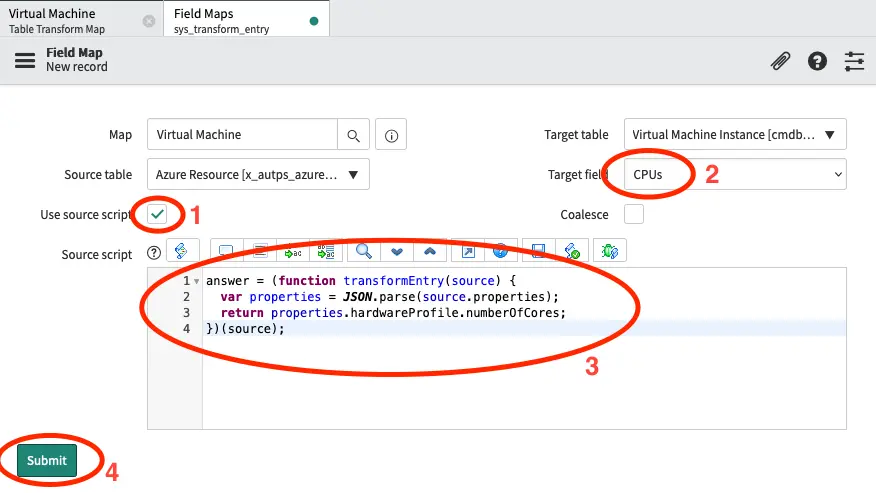 Virtual Machine
Table Transform Map
Field Maps
sys_transform_entry
Field Map
New record
Map
Virtual Machine
Target table
Virtual Machine Instance [cmdb...
Source table
Azure Resource [x_autps_azure...
Target field
CPUs
2
Use source script
1
Coalesce
Source script
1 answer = (function transformEntry(source) {
2 var properties = JSON.parse(source.properties);
3 return properties.hardwareProfile.numberOfCores;
4 })(source);
3
Submit
4